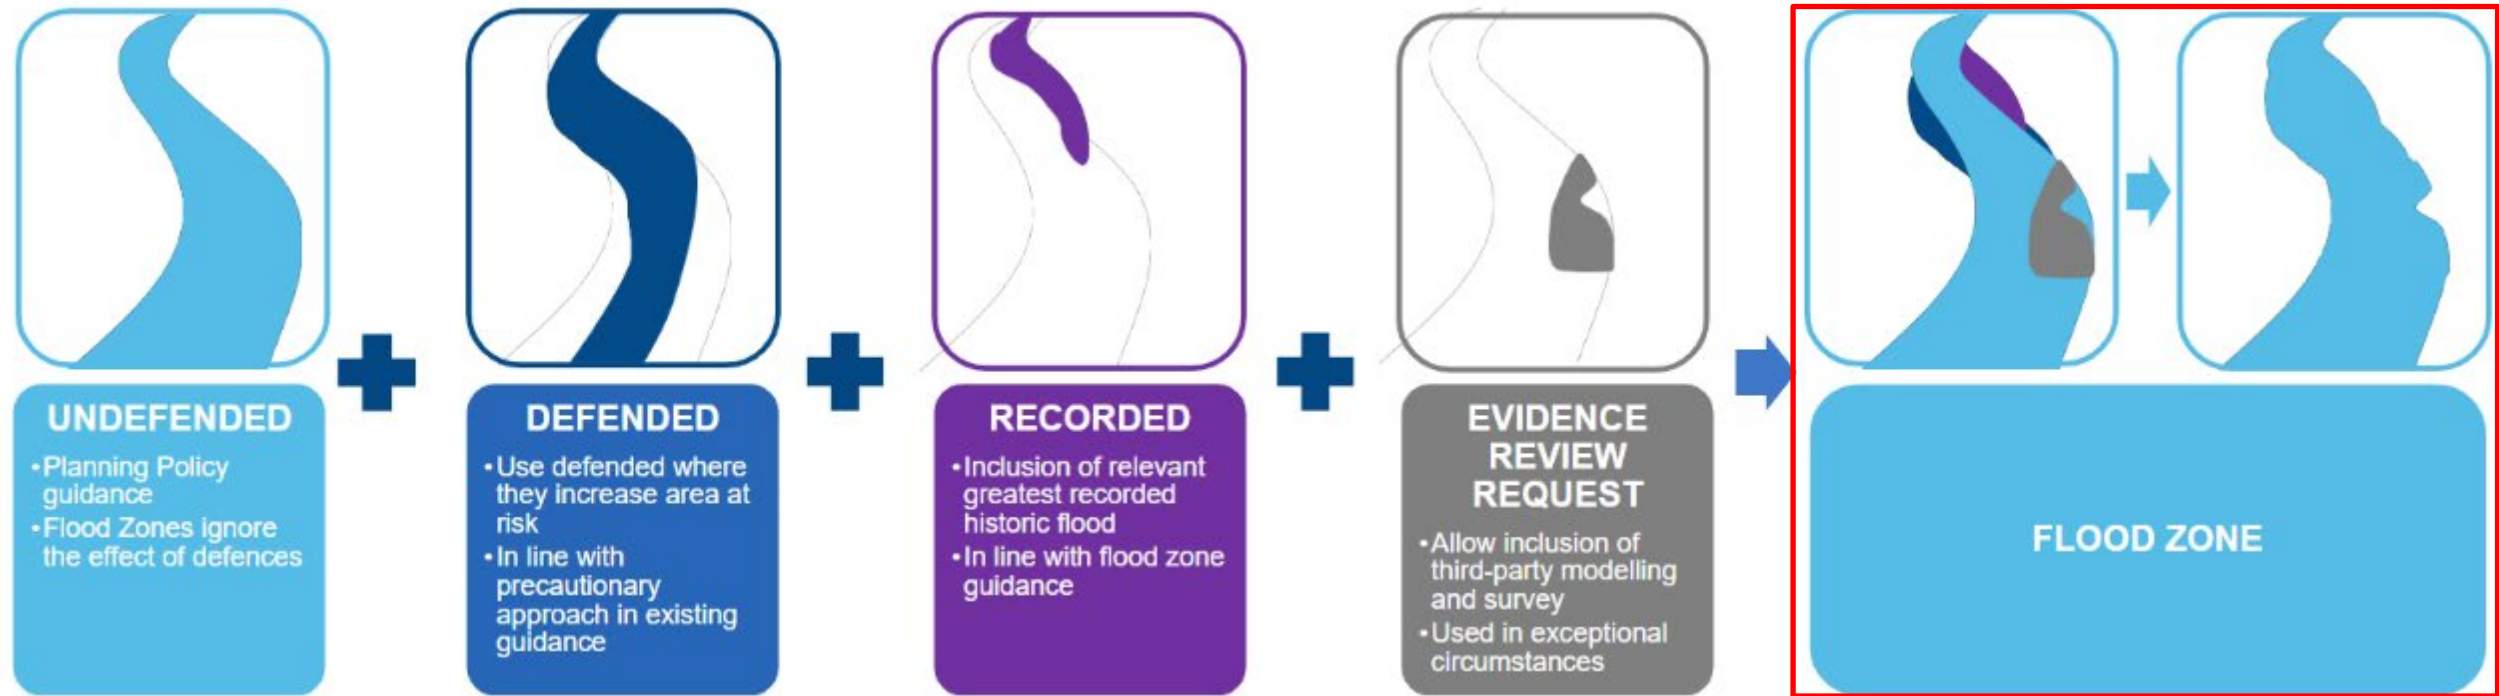 UNDEFENDED
•Planning Policy
guidance
•Flood Zones ignore
the effect of defences
DEFENDED
•Use defended where
they increase area at
risk
•In line with
precautionary
approach in existing
guidance
RECORDED
•Inclusion of relevant
greatest recorded
historic flood
•In line with flood zone
guidance
EVIDENCE
REVIEW
REQUEST
•Allow inclusion of
third-party modelling
and survey
•Used in exceptional
circumstances
FLOOD ZONE